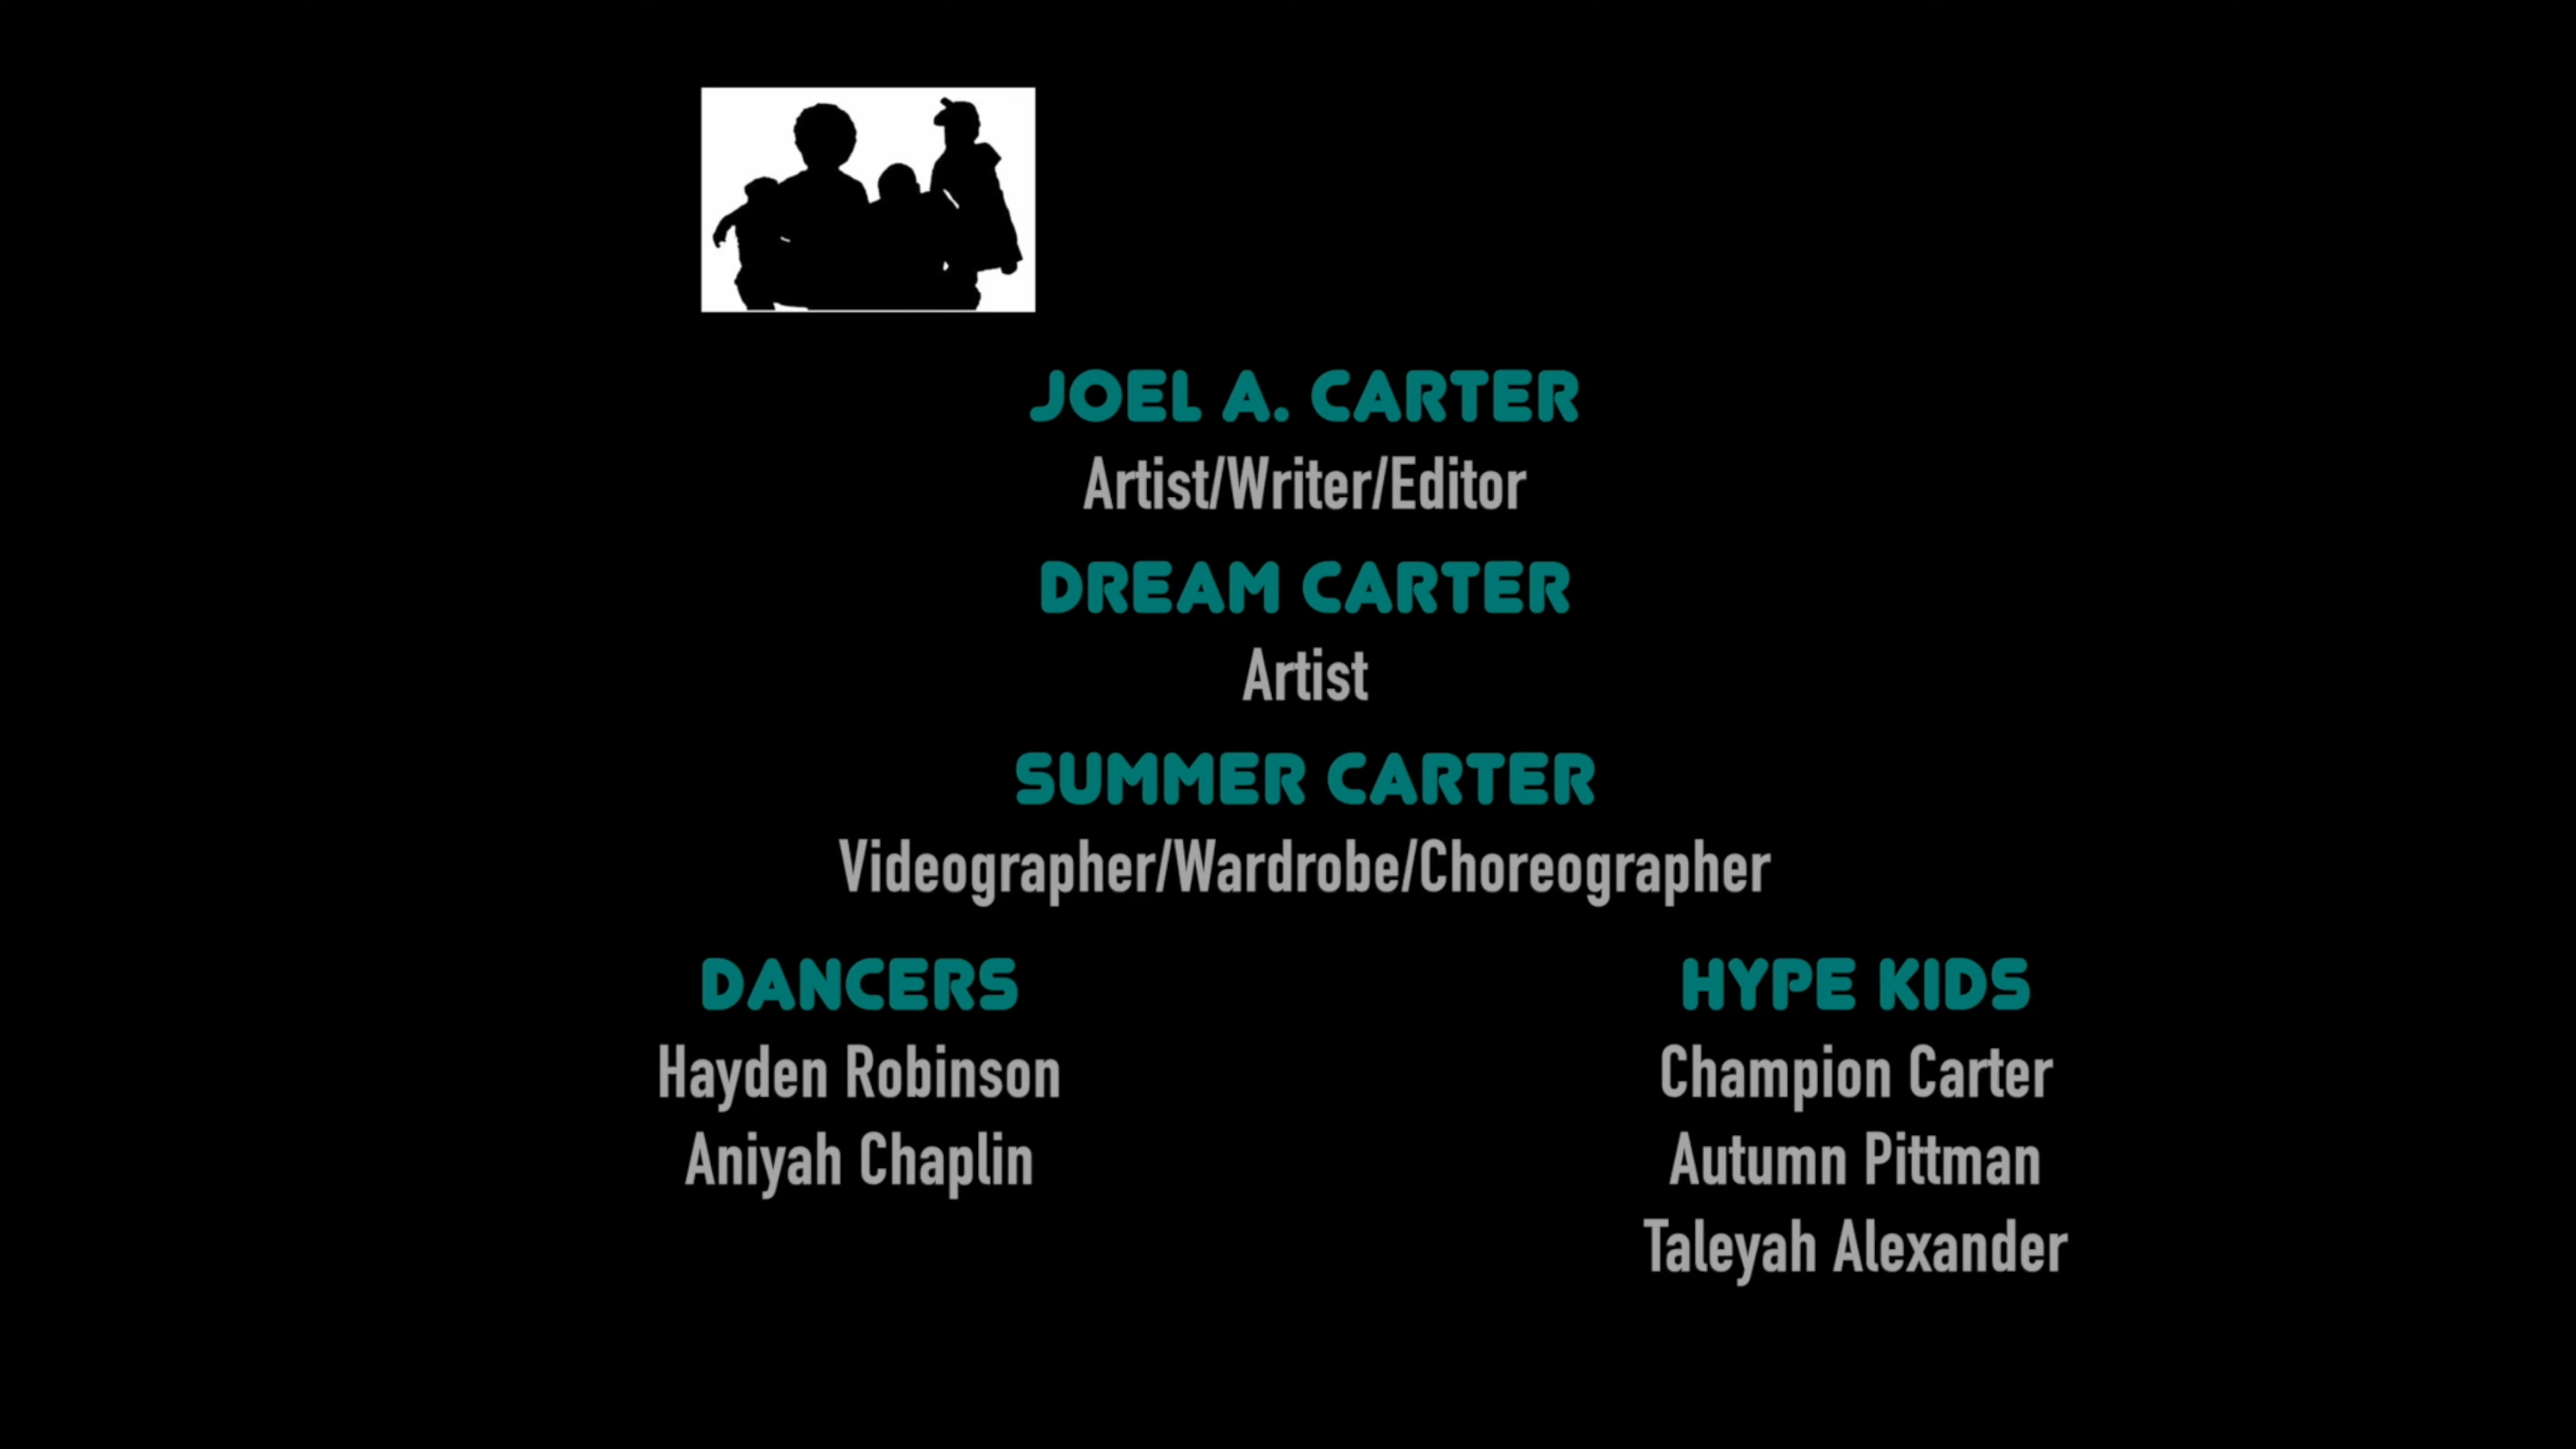 JOEL A. CARTER
Artist/Writer/Editor
DREAM CARTER
Artist
SUMMER CARTER
Videographer/Wardrobe/Choreographer
DANCERS
Hayden Robinson
Aniyah Chaplin
HYPE KIDS
Champion Carter
Autumn Pittman
Taleyah Alexander